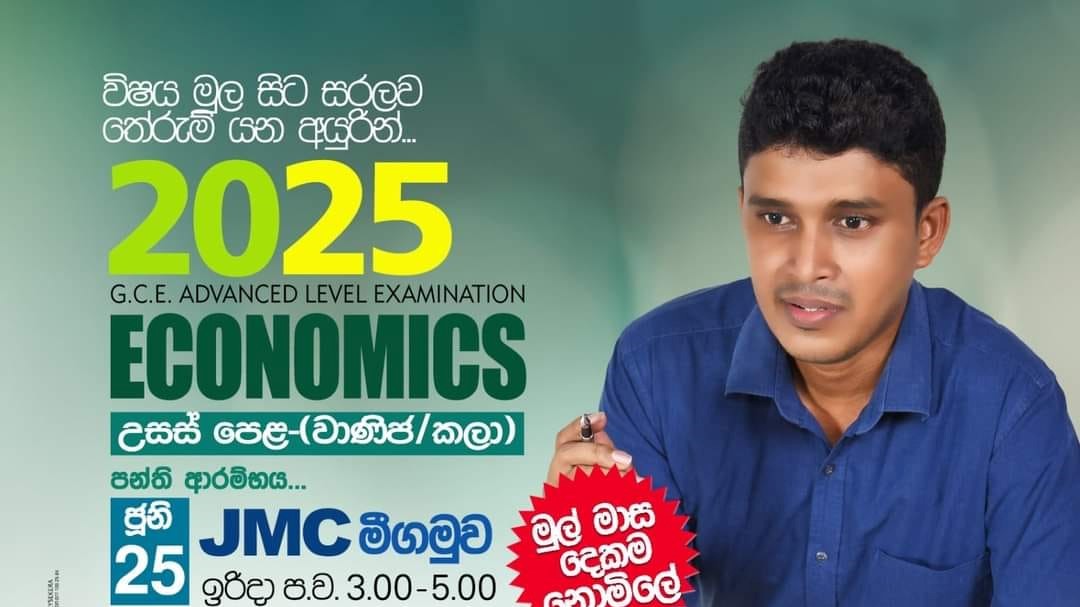 විෂය මුල සිට සරලව
තේරුම් යන අයුරින්...
2025
G.C.E. ADVANCED LEVEL EXAMINATION
ECONOMICS
උසස් පෙළ-(වාණිජ/කලා)
පන්ති ආරම්භය...
ජූනි
25
JMC මීගමුව
ඉරිදා ප.ව. 3.00-5.00
මුල් මාස
දෙකම
නොමිලේ